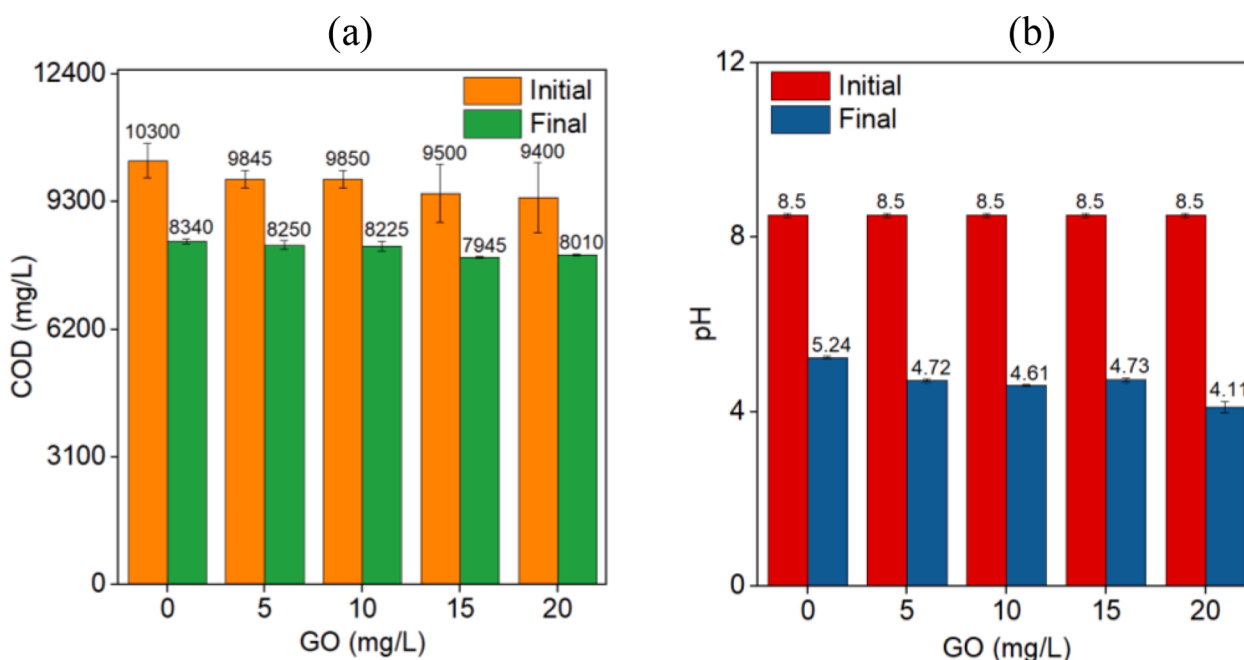 (a)
COD (mg/L)
12400
9300
6200
3100
0
Initial
Final
10300
8340
9845
8250
9850
8225
9500
7945
9400
8010
0 5 10 15 20
GO (mg/L)
(b)
pH
12
8
4
0
Initial
Final
8.5
5.24
8.5
4.72
8.5
4.61
8.5
4.73
8.5
4.11
0 5 10 15 20
GO (mg/L)